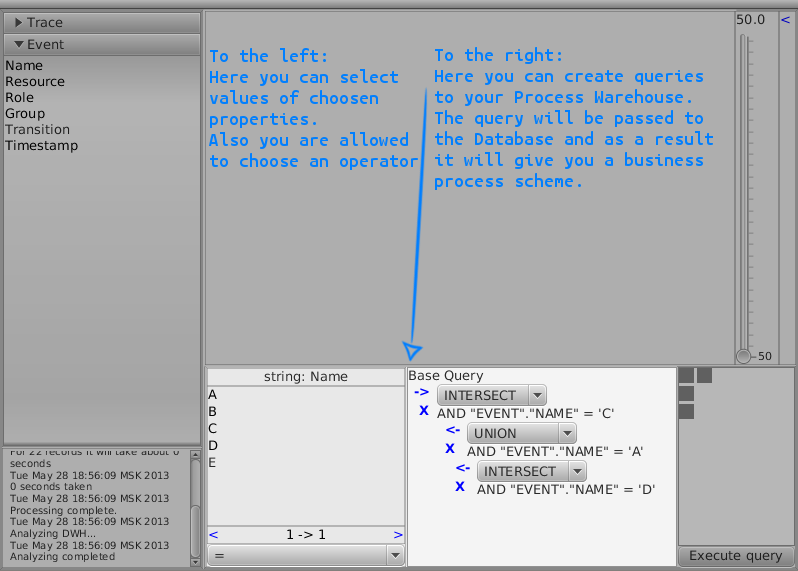 Trace
Event
Name
Resource
Role
Group
Transition
Timestamp
To the left:
Here you can select
values of choosen
properties.
Also you are allowed
to choose an operator
To the right:
Here you can create queries
to your Process Warehouse.
The query will be passed to
the Database and as a result
it will give you a business
process scheme.
50.0
<
50
For 22 records it will take about 0
seconds
Tue May 28 18:56:09 MSK 2013
0 seconds taken
Tue May 28 18:56:09 MSK 2013
Processing complete.
Tue May 28 18:56:09 MSK 2013
Analyzing DWH...
Tue May 28 18:56:09 MSK 2013
Analyzing completed
string: Name
A
B
C
D
E
< 1 -> 1 >
=
Base Query
-> INTERSECT
X AND "EVENT"."NAME" = 'C'
<- UNION
X AND "EVENT"."NAME" = 'A'
<- INTERSECT
X AND "EVENT"."NAME" = 'D'
Execute query